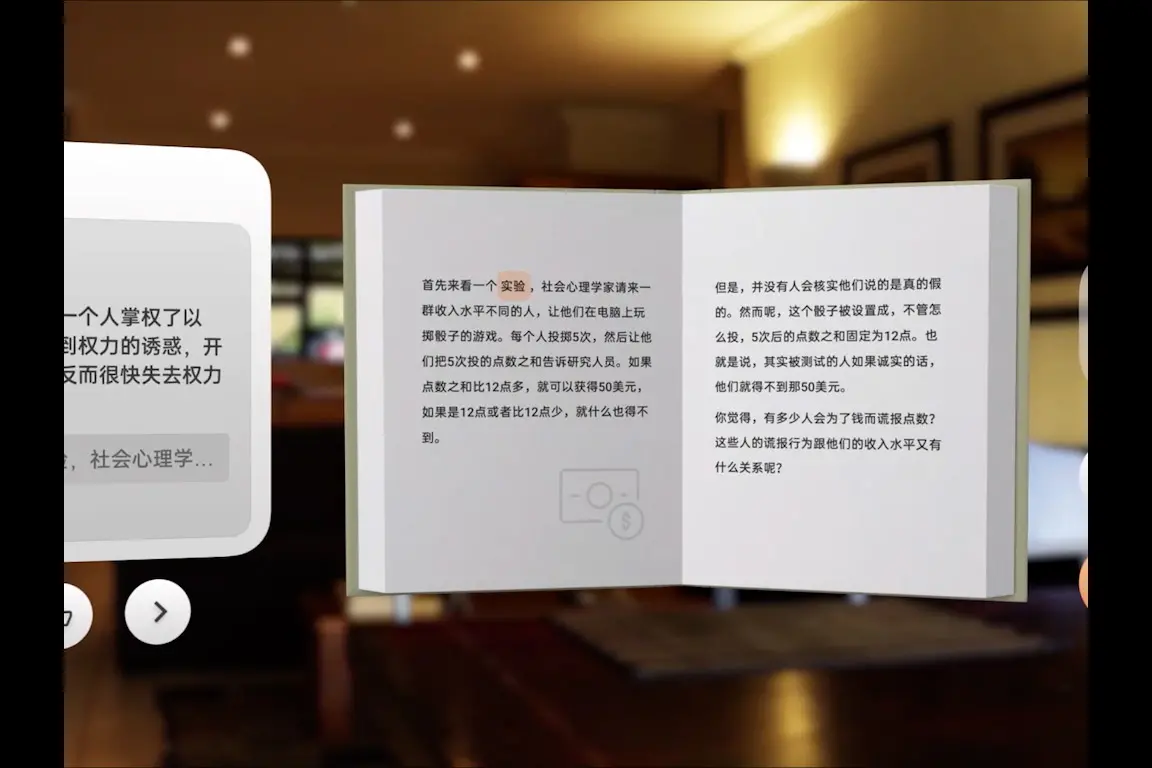 一个人掌权了以
到权力的诱惑，开
反而很快失去权力
，社会心理学...
首先来看一个 实验 ，社会心理学家请来一
群收入水平不同的人，让他们在电脑上玩
掷骰子的游戏。每个人投掷5次，然后让他
们把5次投的点数之和告诉研究人员。如果
点数之和比12点多，就可以获得50美元，
如果是12点或者比12点少，就什么也得不
到。
但是，并没有人会核实他们说的是真的假
的。然而呢，这个骰子被设置成，不管怎
么投，5次后的点数之和固定为12点。也
就是说，其实被测试的人如果诚实的话，
他们就得不到那50美元。
你觉得，有多少人会为了钱而谎报点数？
这些人的谎报行为跟他们的收入水平又有
什么关系呢？
$